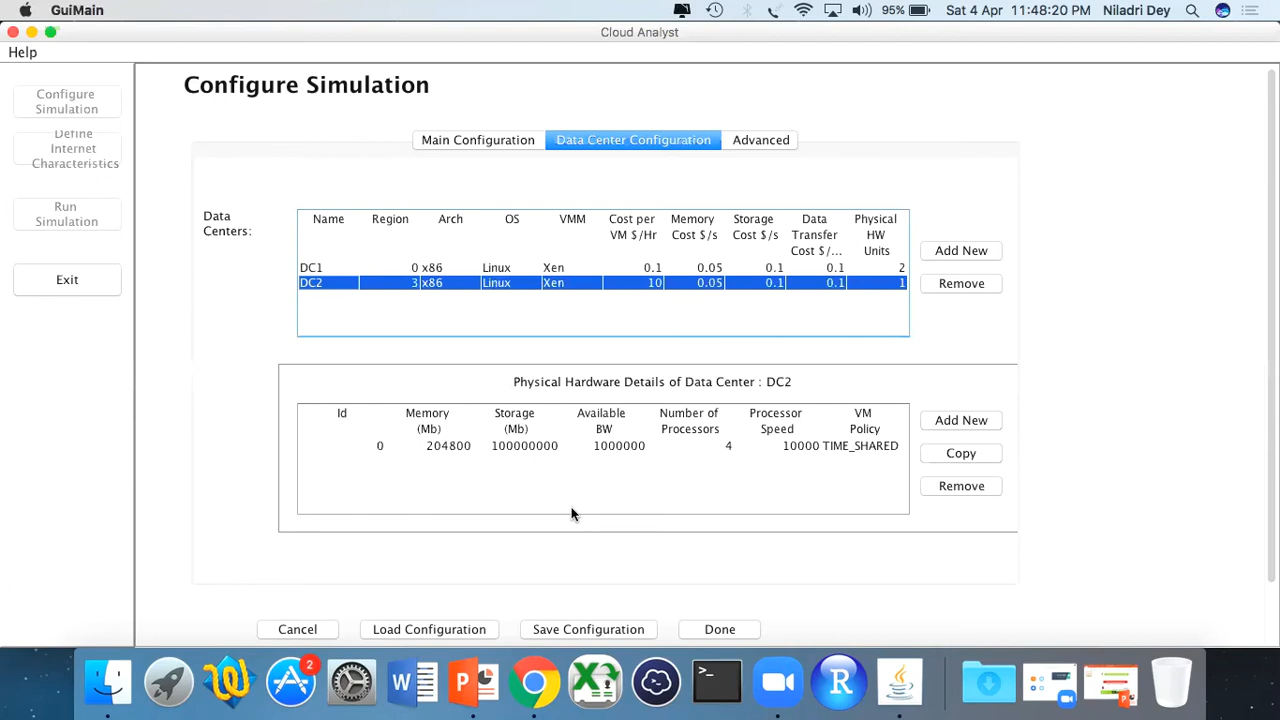 GuiMain 95% Sat 4 Apr 11:48:20 PM Niladri Dey
Cloud Analyst
Help
Configure
Simulation
Define
Internet
Characteristics
Run
Simulation
Exit
Configure Simulation
Main Configuration Data Center Configuration Advanced
Data
Centers:
Name Region Arch OS VMM Cost per Memory Storage Data Physical
VM $/Hr Cost $/s Cost $/s Transfer HW
Cost $/... Units
DC1 0 x86 Linux Xen 0.1 0.05 0.1 0.1 2
DC2 3 x86 Linux Xen 10 0.05 0.1 0.1 1
Add New
Remove
Physical Hardware Details of Data Center : DC2
Id Memory Storage Available Number of Processor VM
(Mb) (Mb) BW Processors Speed Policy
0 204800 100000000 1000000 4 10000 TIME_SHARED
Add New
Copy
Remove
Cancel Load Configuration Save Configuration Done
2
W P X >_ R P